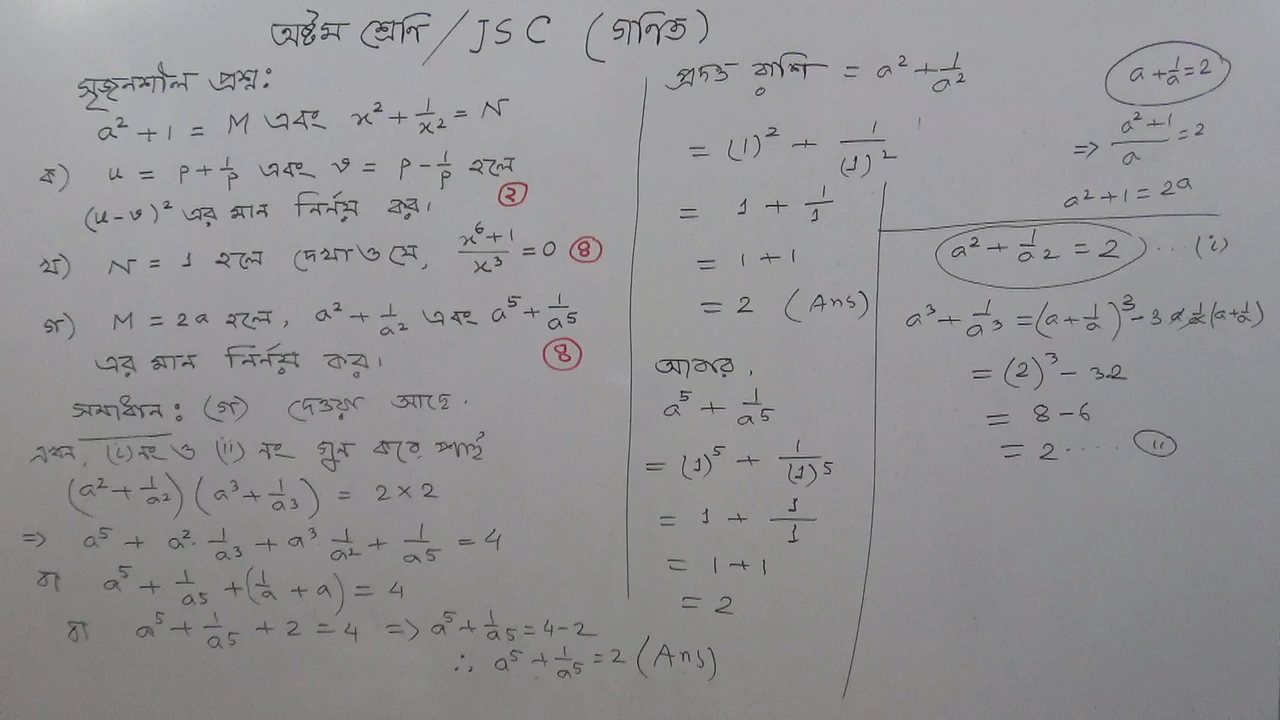 অষ্টম শ্রেনি / JSC (গনিত)
সৃজনশীল প্রশ্ন:
a² + 1 = M এবং x² + 1/x² = N
ক) u = p + 1/p এবং v = p - 1/p হলে
(u - v)² এর মান নির্নয় কর। ২
খ) N = 1 হলে দেখাও যে, (x⁶ + 1)/x³ = 0 ৪
গ) M = 2a হলে, a² + 1/a² এবং a⁵ + 1/a⁵
এর মান নির্নয় কর। ৪
সমাধান: (গ) দেওয়া আছে.
এখন, (i) নং ও (ii) নং গুন করে পাই
(a² + 1/a²) (a³ + 1/a³) = 2 × 2
=> a⁵ + a². 1/a³ + a³ 1/a² + 1/a⁵ = 4
বা a⁵ + 1/a⁵ + (1/a + a) = 4
বা a⁵ + 1/a⁵ + 2 = 4 => a⁵ + 1/a⁵ = 4 - 2
∴ a⁵ + 1/a⁵ = 2 (Ans)
প্রদত্ত রাশি = a² + 1/a²
= (1)² + 1/(1)²
= 1 + 1/1
= 1 + 1
= 2 (Ans)
আবার,
a⁵ + 1/a⁵
= (1)⁵ + 1/(1)⁵
= 1 + 1/1
= 1 + 1
= 2
a + 1/a = 2
=> (a² + 1)/a = 2
a² + 1 = 2a
a² + 1/a² = 2 ... (i)
a³ + 1/a³ = (a + 1/a)³ - 3 a. 1/a (a + 1/a)
= (2)³ - 3.2
= 8 - 6
= 2 .... (ii)